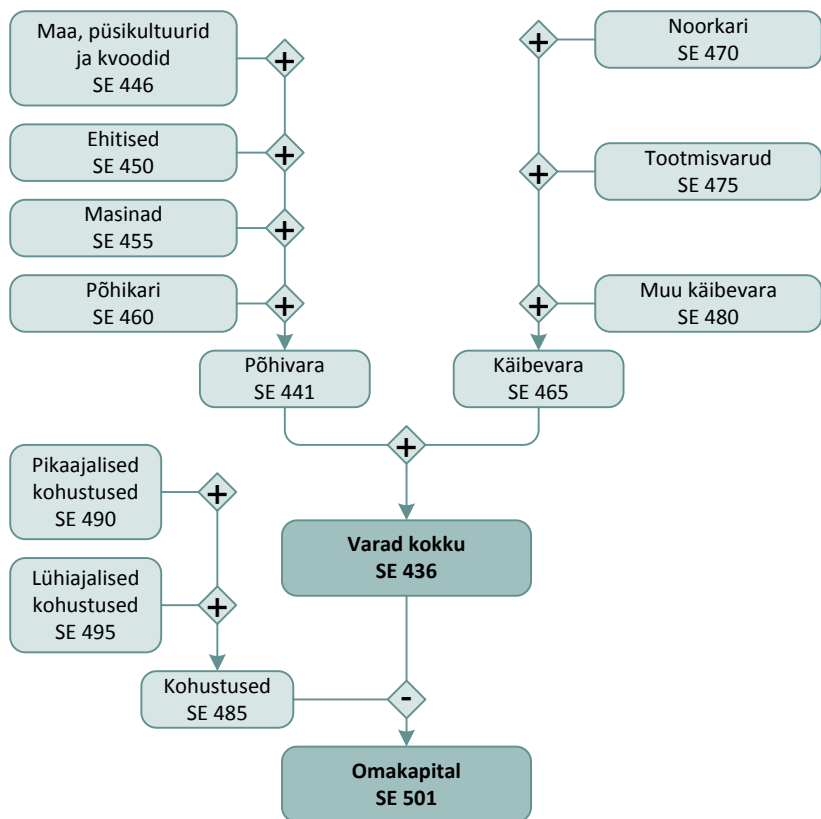 Maa, püsikultuurid
ja kvoodid
SE 446
+
Noorkari
SE 470
+
Ehitised
SE 450
+
Tootmisvarud
SE 475
+
Masinad
SE 455
+
Põhikari
SE 460
+
Muu käibevara
SE 480
+
Põhivara
SE 441
Käibevara
SE 465
+
Pikaajalised
kohustused
SE 490
+
Varad kokku
SE 436
Lühiajalised
kohustused
SE 495
+
Kohustused
SE 485
-
Omakapital
SE 501